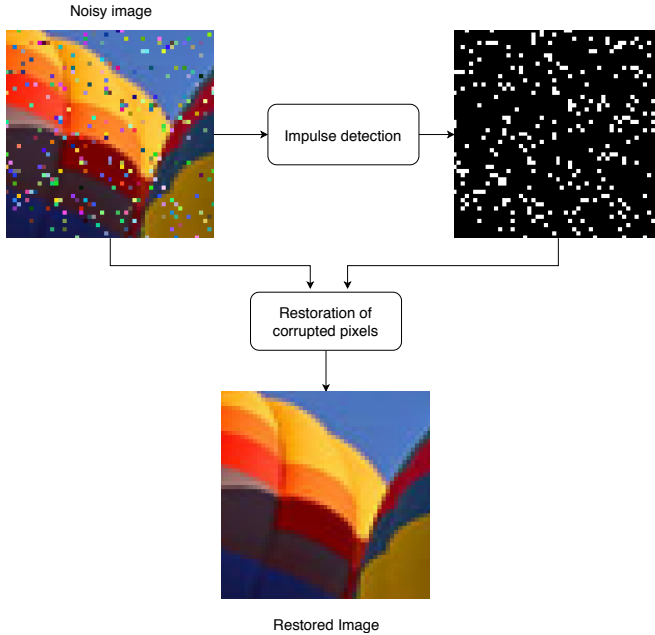 Noisy image
Impulse detection
Restoration of
corrupted pixels
Restored Image